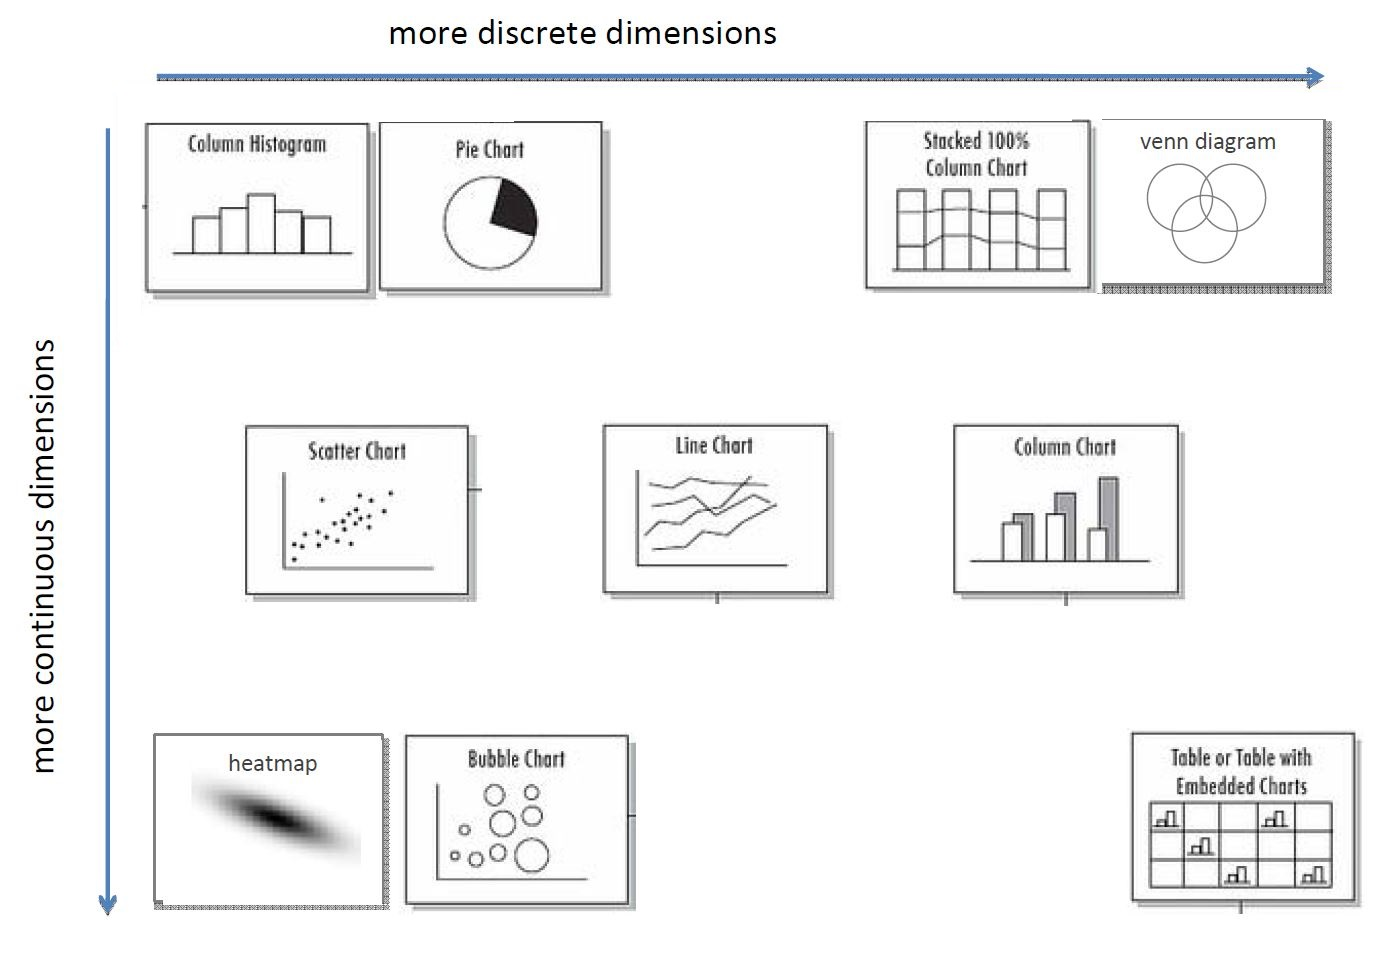 more discrete dimensions
more continuous dimensions
Column Histogram
Pie Chart
Stacked 100%
Column Chart
venn diagram
Scatter Chart
Line Chart
Column Chart
heatmap
Bubble Chart
Table or Table with
Embedded Charts